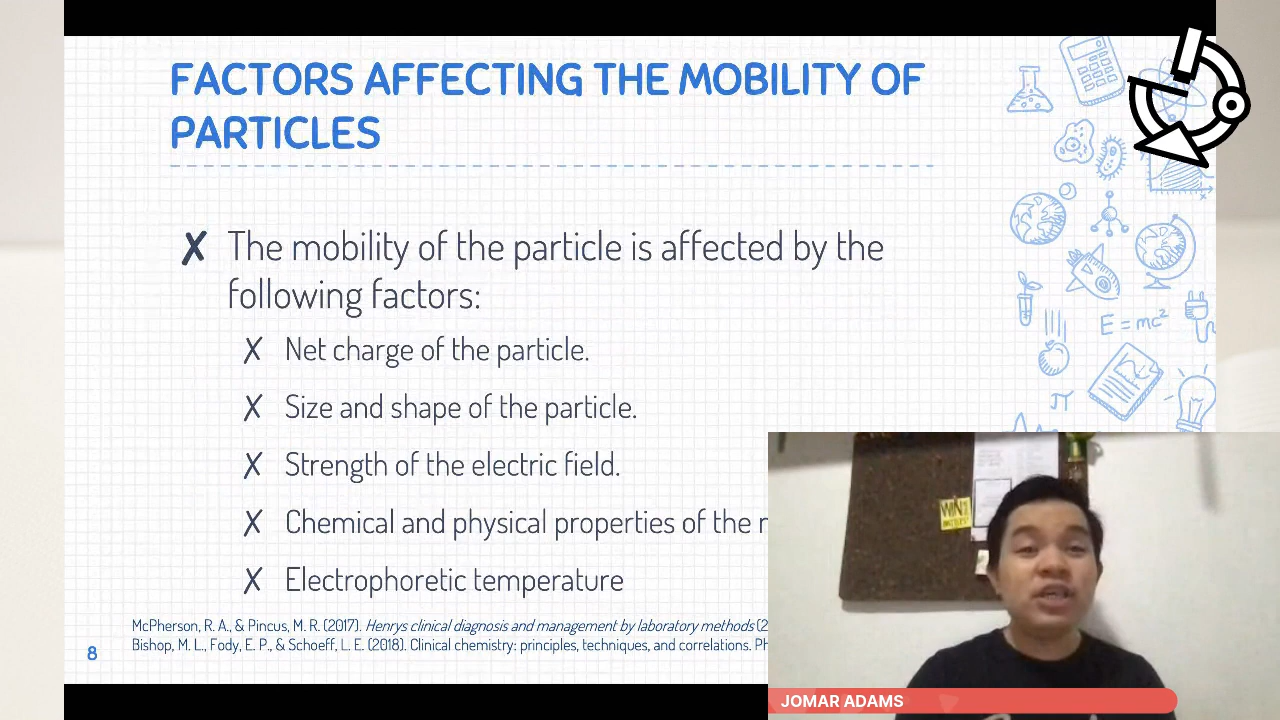 FACTORS AFFECTING THE MOBILITY OF
PARTICLES
✗ The mobility of the particle is affected by the
following factors:
✗ Net charge of the particle.
✗ Size and shape of the particle.
✗ Strength of the electric field.
✗ Chemical and physical properties of the
✗ Electrophoretic temperature
McPherson, R. A., & Pincus, M. R. (2017). Henrys clinical diagnosis and management by laboratory methods (2
Bishop, M. L., Fody, E. P., & Schoeff, L. E. (2018). Clinical chemistry: principles, techniques, and correlations. Ph
8
E = mc²
π
x
WIN
JOMAR ADAMS